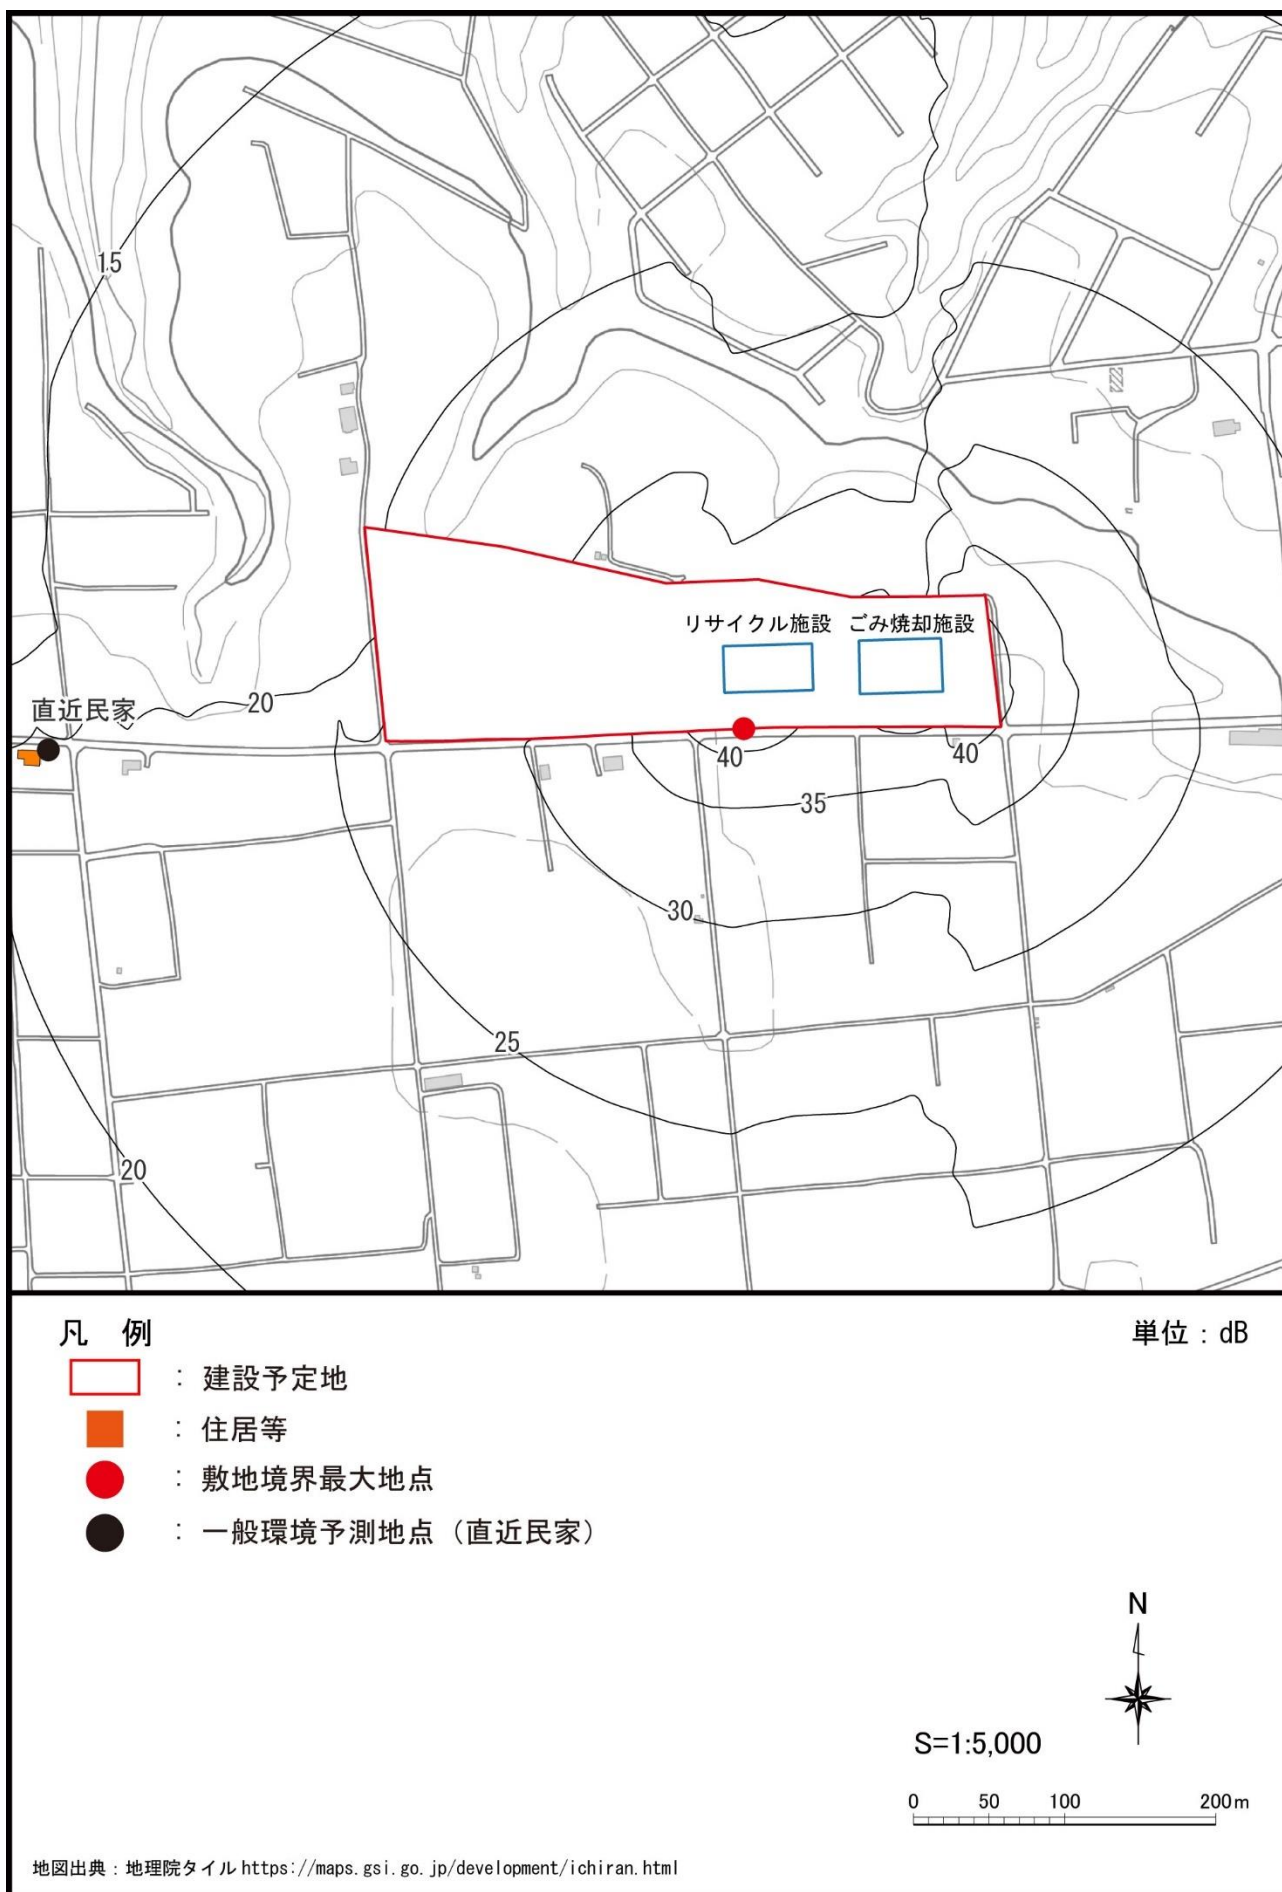 15
リサイクル施設 ごみ焼却施設
20
直近民家
40
40
35
30
25
20
凡 例
単位：dB
：建設予定地
：住居等
：敷地境界最大地点
：一般環境予測地点（直近民家）
N
S=1:5,000
0 50 100 200m
地図出典：地理院タイル https://maps.gsi.go.jp/development/ichiran.html